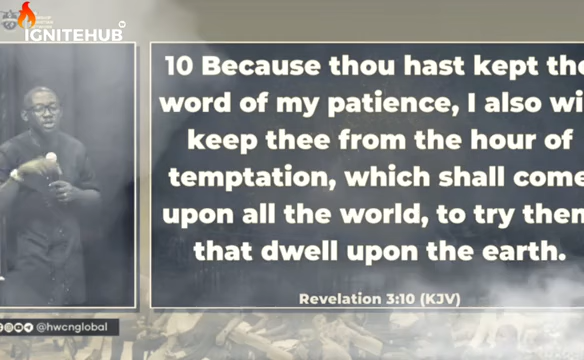 IGNITEHUB
10 Because thou hast kept the
word of my patience, I also wi
keep thee from the hour of
temptation, which shall come
upon all the world, to try them
that dwell upon the earth.
Revelation 3:10 (KJV)
@hwcnglobal